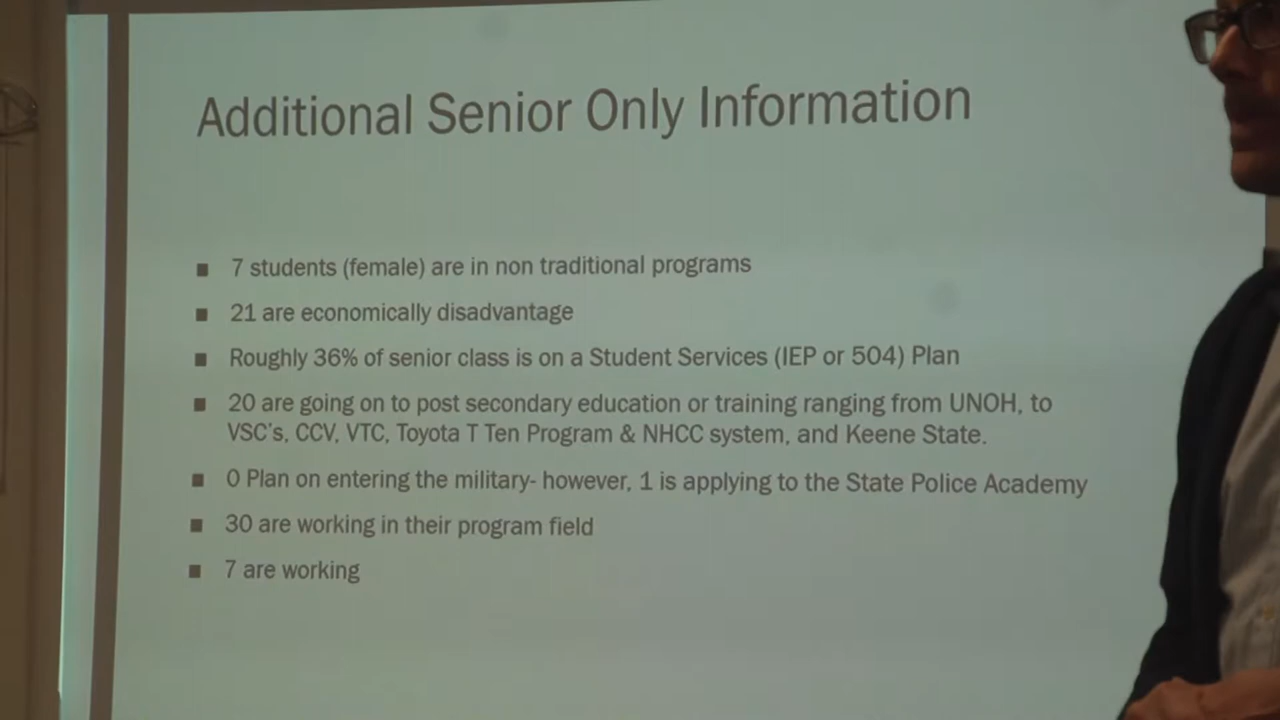 Additional Senior Only Information
■ 7 students (female) are in non traditional programs
■ 21 are economically disadvantage
■ Roughly 36% of senior class is on a Student Services (IEP or 504) Plan
■ 20 are going on to post secondary education or training ranging from UNOH, to
VSC's, CCV, VTC, Toyota T Ten Program & NHCC system, and Keene State.
■ 0 Plan on entering the military- however, 1 is applying to the State Police Academy
■ 30 are working in their program field
■ 7 are working